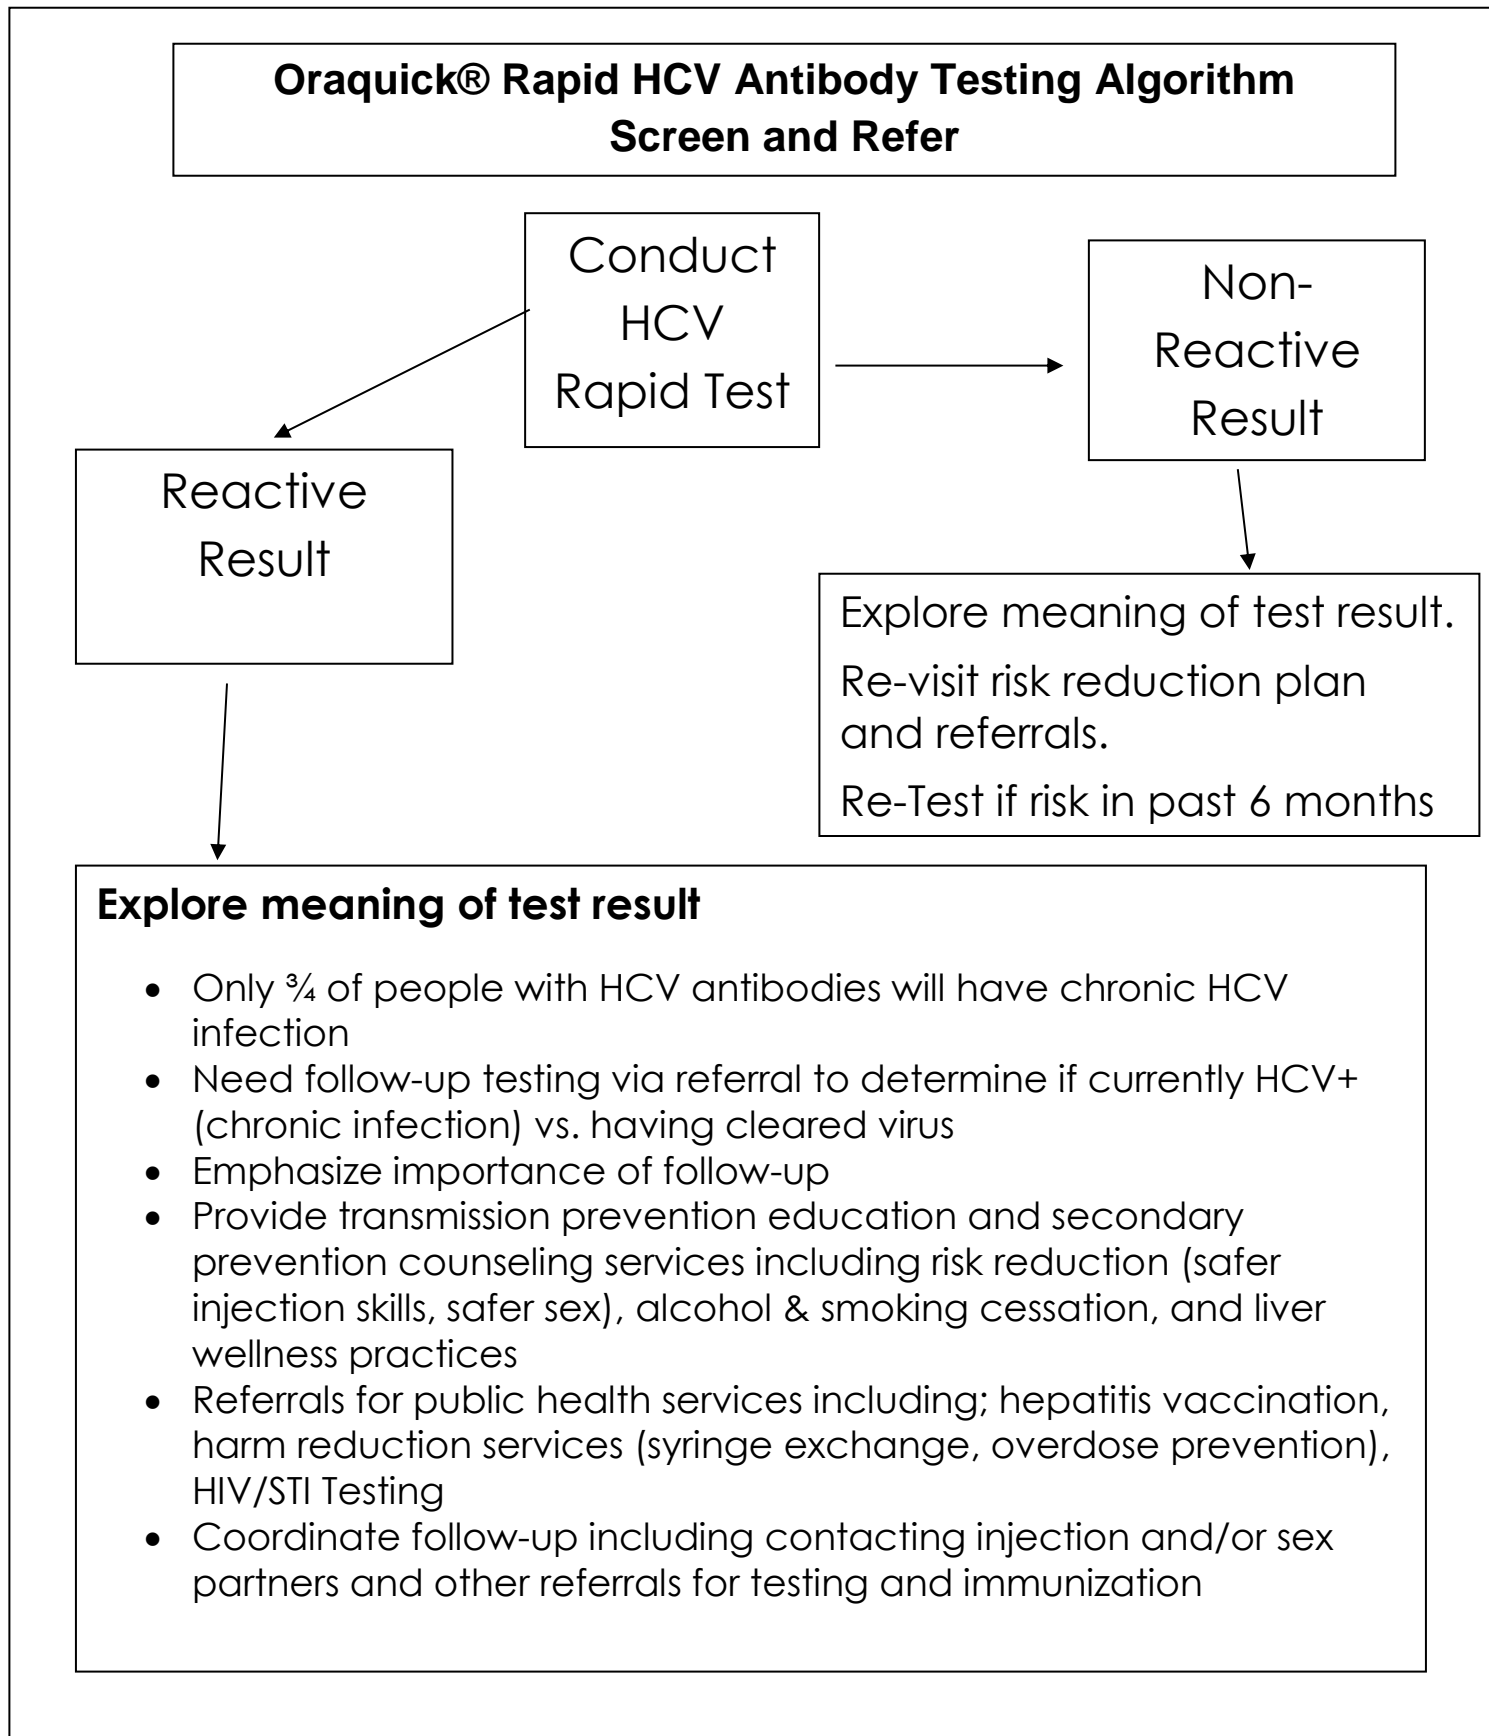 Oraquick® Rapid HCV Antibody Testing Algorithm
Screen and Refer
Conduct
HCV
Rapid Test
Non-
Reactive
Result
Reactive
Result
Explore meaning of test result.
Re-visit risk reduction plan
and referrals.
Re-Test if risk in past 6 months
Explore meaning of test result
• Only ¾ of people with HCV antibodies will have chronic HCV
infection
• Need follow-up testing via referral to determine if currently HCV+
(chronic infection) vs. having cleared virus
• Emphasize importance of follow-up
• Provide transmission prevention education and secondary
prevention counseling services including risk reduction (safer
injection skills, safer sex), alcohol & smoking cessation, and liver
wellness practices
• Referrals for public health services including; hepatitis vaccination,
harm reduction services (syringe exchange, overdose prevention),
HIV/STI Testing
• Coordinate follow-up including contacting injection and/or sex
partners and other referrals for testing and immunization